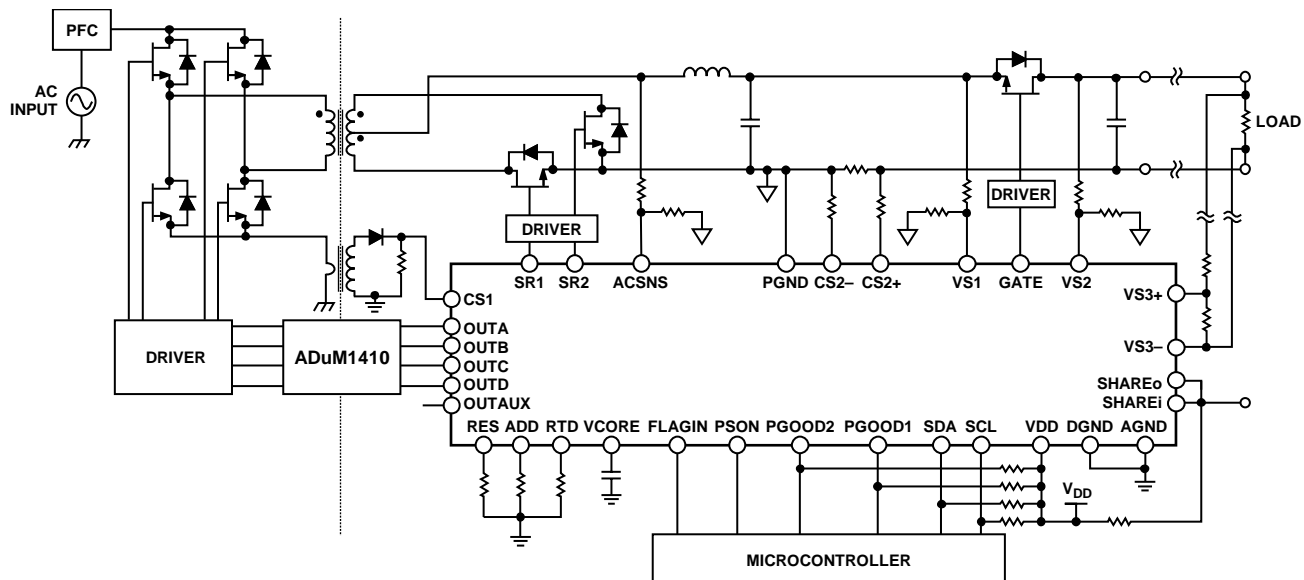 PFC
AC
INPUT
LOAD
DRIVER
DRIVER
SR1 SR2 ACSNS PGND CS2– CS2+ VS1 GATE VS2
CS1
VS3+
OUTA
OUTB
OUTC
OUTD
OUTAUX
DRIVER
ADuM1410
VS3–
SHAREo
SHAREi
RES ADD RTD VCORE FLAGIN PSON PGOOD2 PGOOD1 SDA SCL VDD DGND AGND
VDD
MICROCONTROLLER